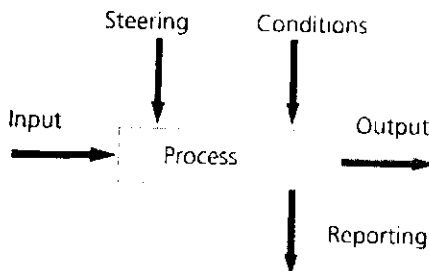 Steering Conditions
Input
Output
Process
Reporting